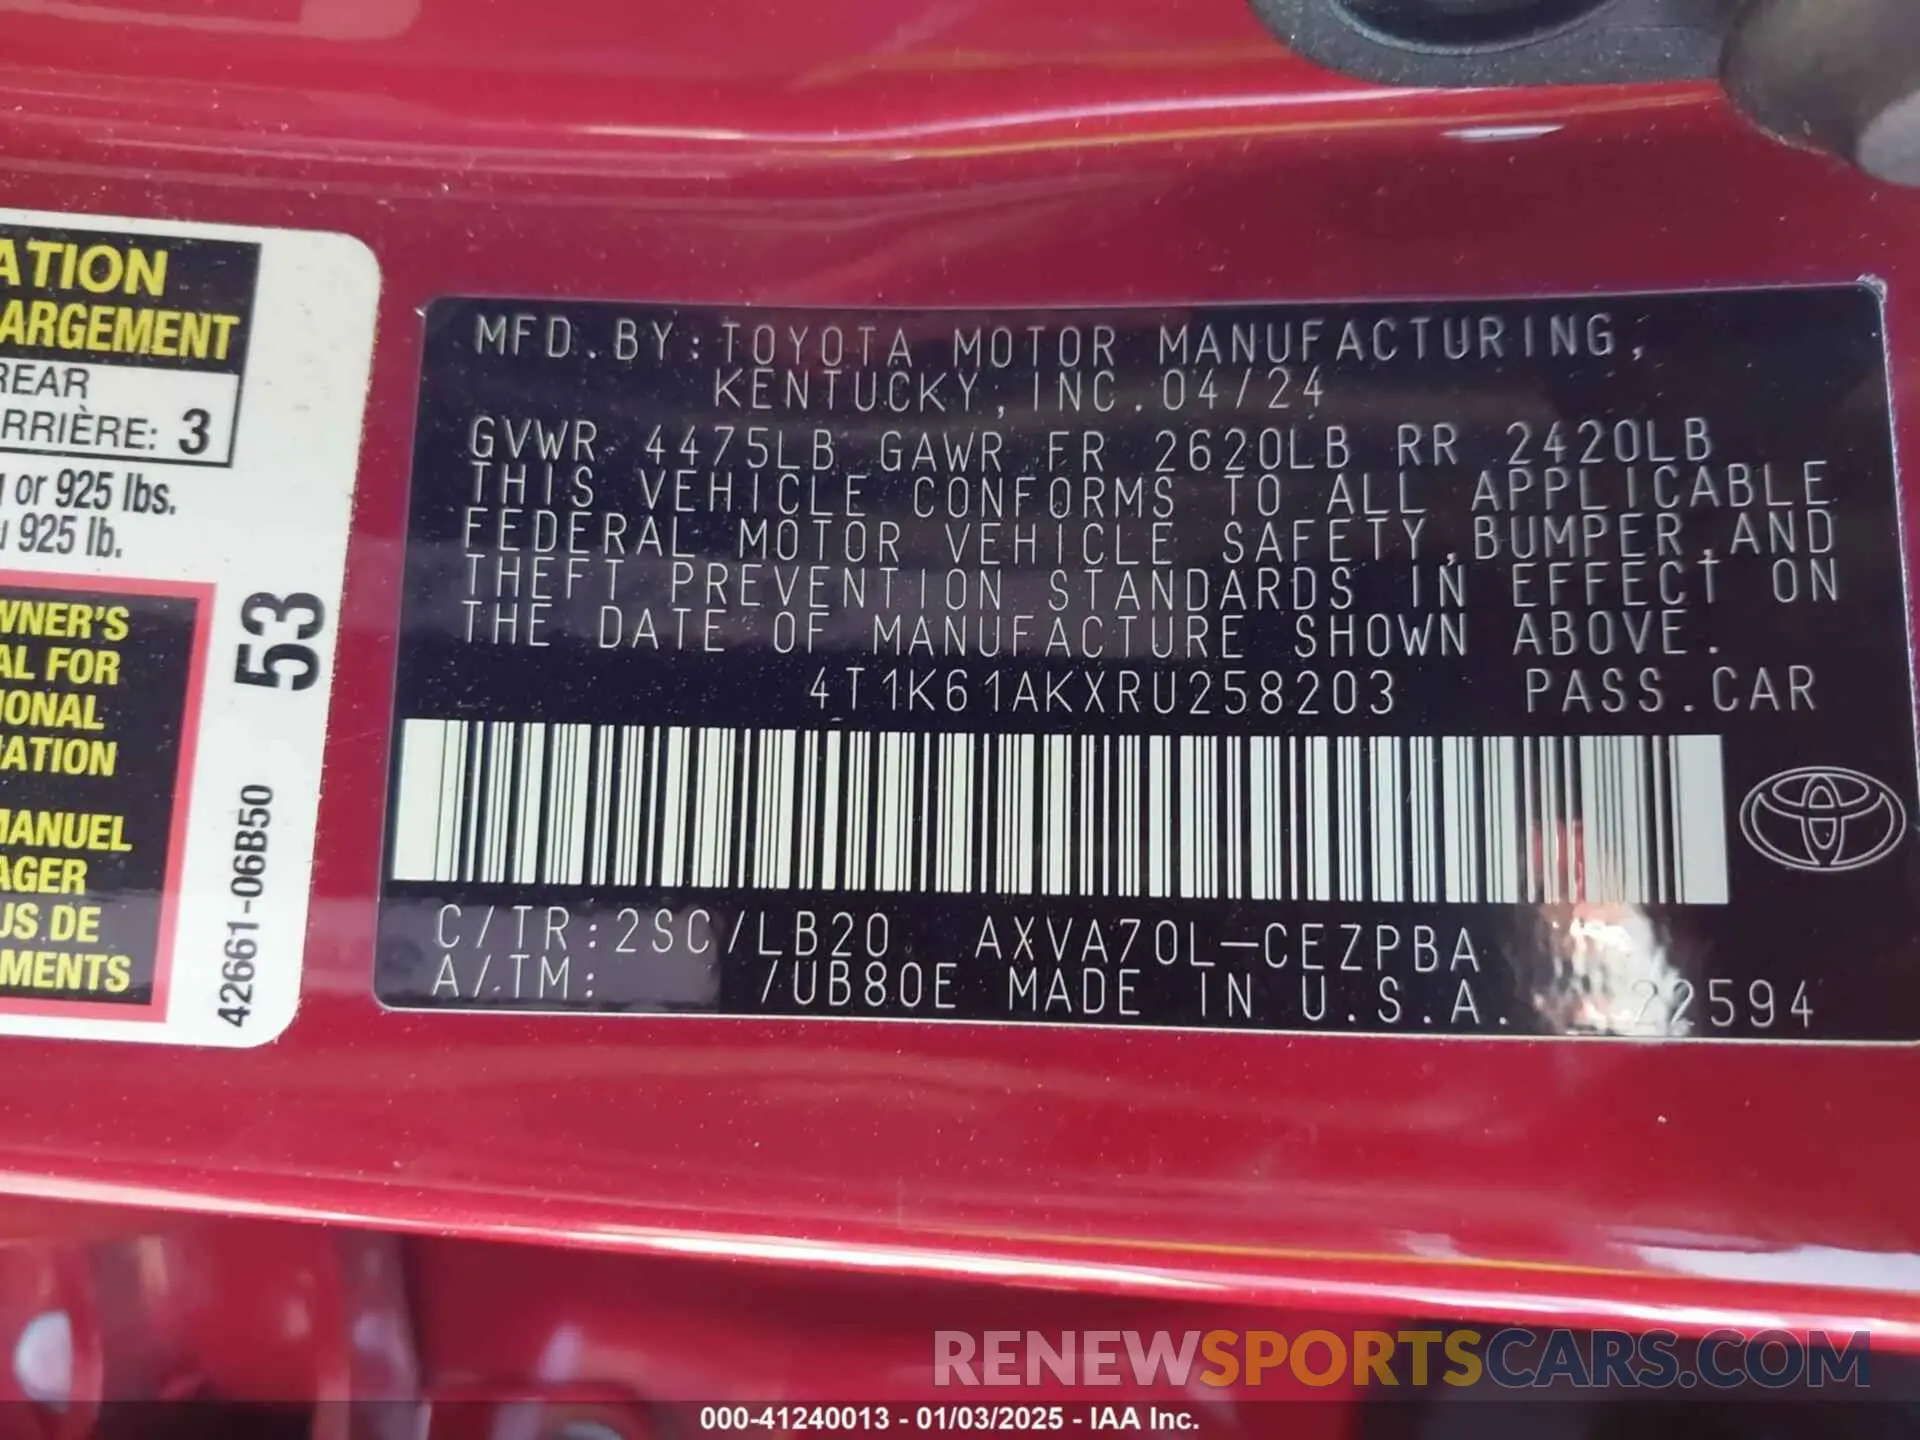 ATION
ARGEMENT
REAR
RRIÈRE: 3
or 925 lbs.
925 lb.
WNER'S
AL FOR
IONAL
ATION
MANUEL
AGER
US DE
MENTS
53
42661-06B50
MFD. BY: TOYOTA MOTOR MANUFACTURING,
KENTUCKY, INC. 04/24
GVWR 4475LB GAWR FR 2620LB RR 2420LB
THIS VEHICLE CONFORMS TO ALL APPLICABLE
FEDERAL MOTOR VEHICLE SAFETY, BUMPER, AND
THEFT PREVENTION STANDARDS IN EFFECT ON
THE DATE OF MANUFACTURE SHOWN ABOVE.
4T1K61AKXRU258203 PASS. CAR
C/TR: 2SC/LB20 AXVA70L-CEZPBA
A/TM: /UB80E MADE IN U.S.A. 22594
RENEWSPORTSCARS.COM
000-41240013 - 01/03/2025 - IAA Inc.